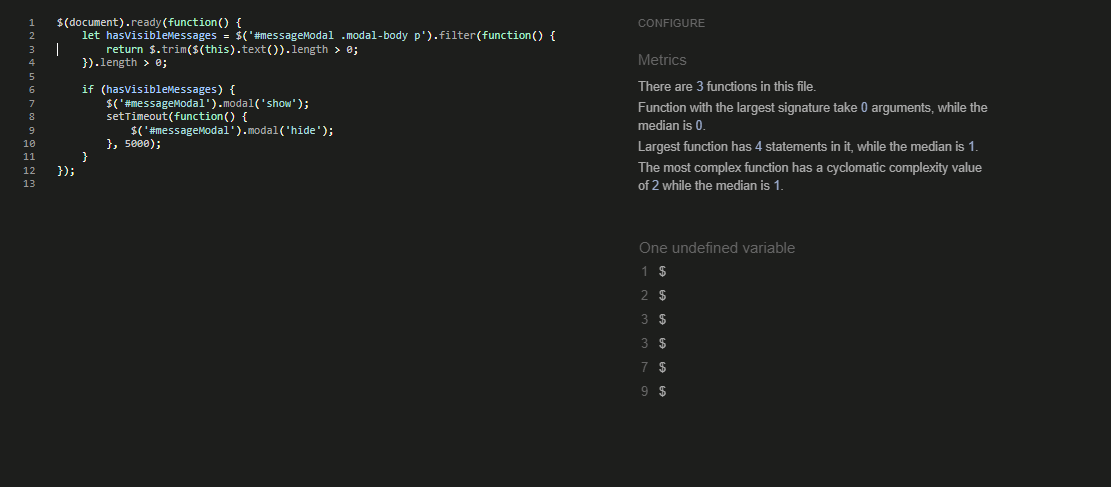 1 $(document).ready(function() {
2 let hasVisibleMessages = $('#messageModal .modal-body p').filter(function() {
3 return $.trim($(this).text()).length > 0;
4 }).length > 0;
5
6 if (hasVisibleMessages) {
7 $('#messageModal').modal('show');
8 setTimeout(function() {
9 $('#messageModal').modal('hide');
10 }, 5000);
11 }
12 });
13
CONFIGURE
Metrics
There are 3 functions in this file.
Function with the largest signature take 0 arguments, while the
median is 0.
Largest function has 4 statements in it, while the median is 1.
The most complex function has a cyclomatic complexity value
of 2 while the median is 1.
One undefined variable
1 $
2 $
3 $
3 $
7 $
9 $